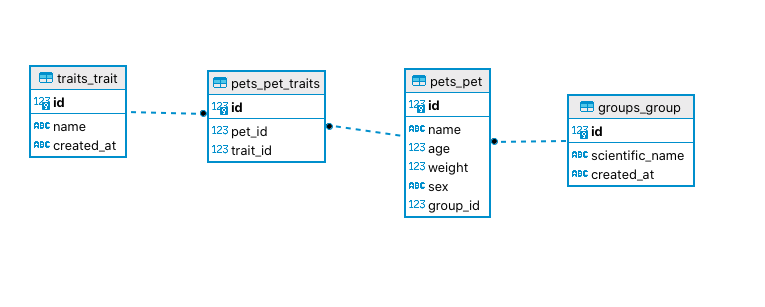 traits_trait
123 id
ABC name
ABC created_at
pets_pet_traits
123 id
123 pet_id
123 trait_id
pets_pet
123 id
ABC name
123 age
123 weight
ABC sex
123 group_id
groups_group
123 id
ABC scientific_name
ABC created_at